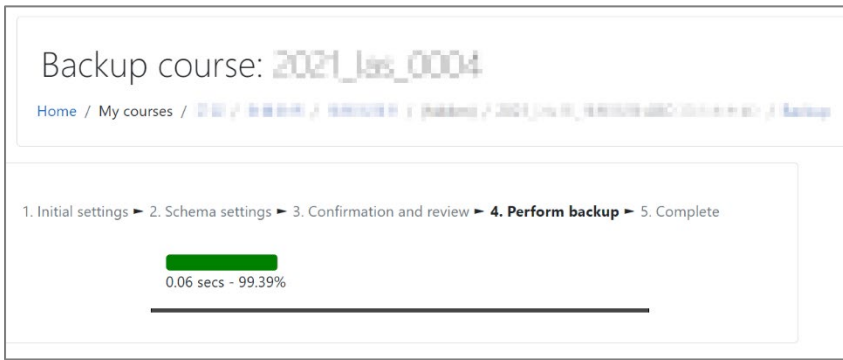 Backup course:
Home / My courses /
1. Initial settings ► 2. Schema settings ► 3. Confirmation and review ► 4. Perform backup ► 5. Complete
0.06 secs - 99.39%